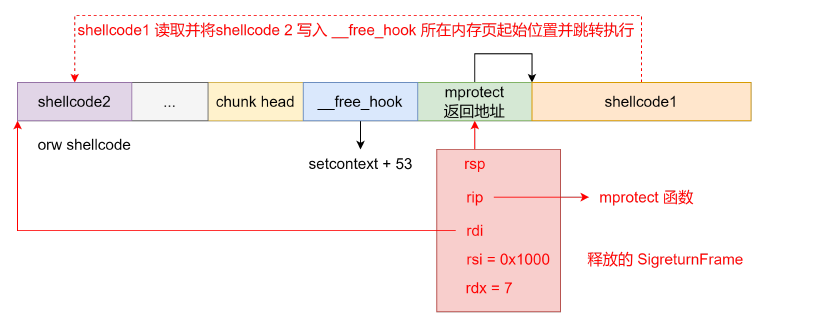 shellcode1 读取并将shellcode 2 写入 __free_hook 所在内存页起始位置并跳转执行
shellcode2
...
chunk head
__free_hook
mprotect
返回地址
shellcode1
orw shellcode
setcontext + 53
rsp
rip
mprotect 函数
rdi
rsi = 0x1000
释放的 SigreturnFrame
rdx = 7